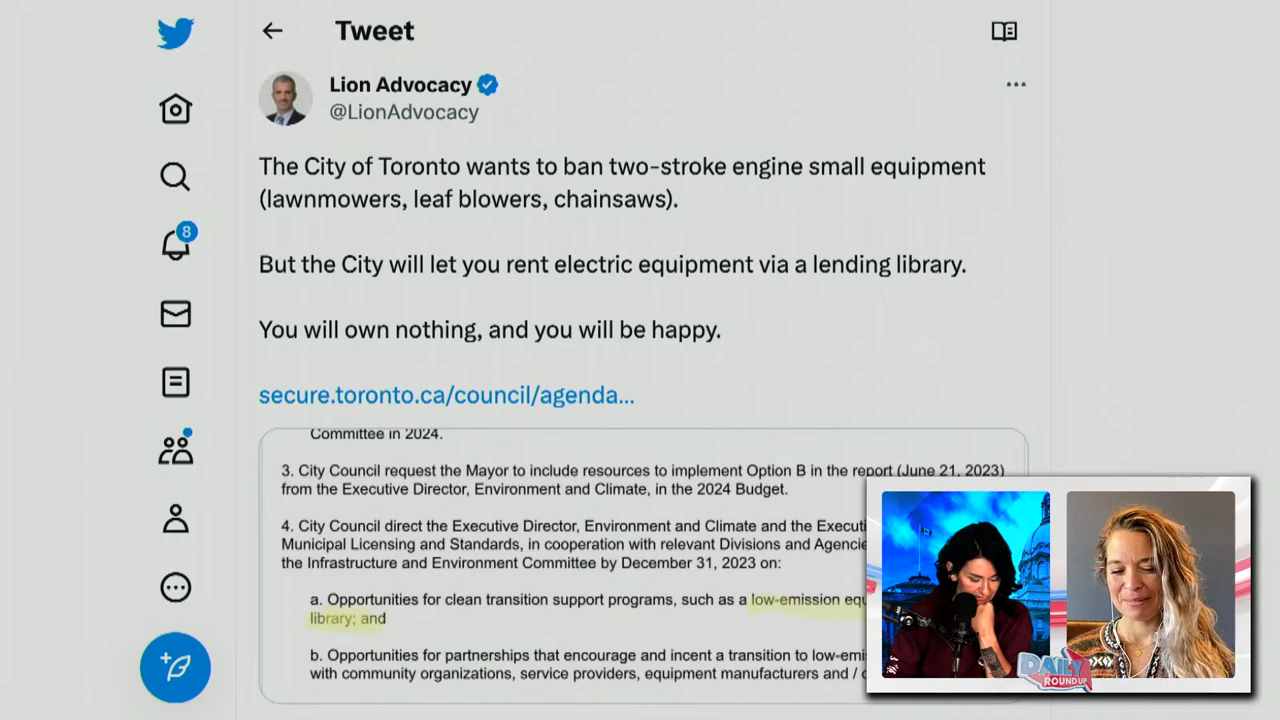 Tweet
Lion Advocacy
@LionAdvocacy
The City of Toronto wants to ban two-stroke engine small equipment
(lawnmowers, leaf blowers, chainsaws).
But the City will let you rent electric equipment via a lending library.
You will own nothing, and you will be happy.
secure.toronto.ca/council/agenda...
Committee in 2024.
3. City Council request the Mayor to include resources to implement Option B in the report (June 21, 2023)
from the Executive Director, Environment and Climate, in the 2024 Budget.
4. City Council direct the Executive Director, Environment and Climate and the Executi
Municipal Licensing and Standards, in cooperation with relevant Divisions and Agencie
the Infrastructure and Environment Committee by December 31, 2023 on:
a. Opportunities for clean transition support programs, such as a low-emission equ
library; and
b. Opportunities for partnerships that encourage and incent a transition to low-emi
with community organizations, service providers, equipment manufacturers and /
8
DAILY
ROUNDUP